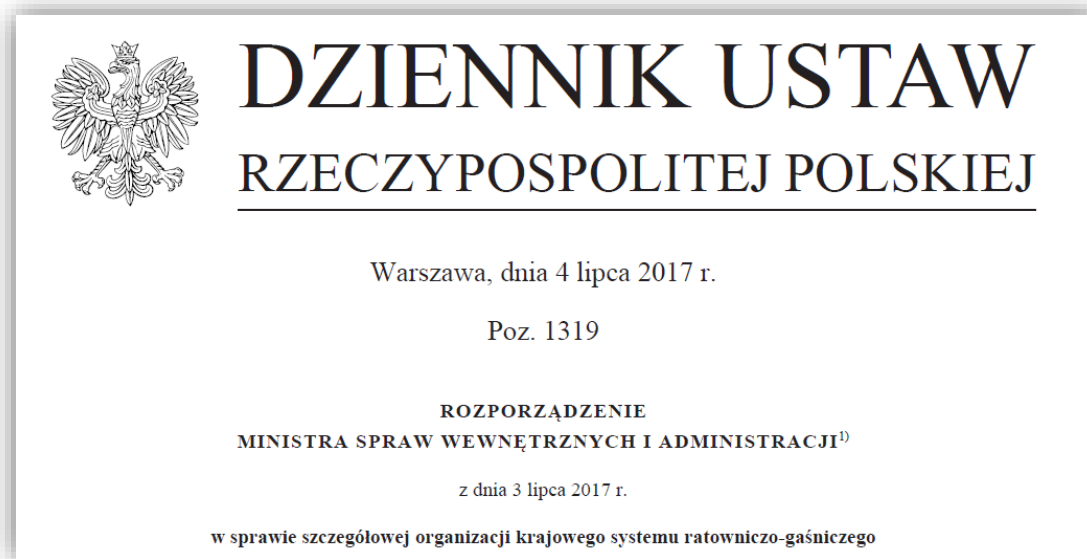 DZIENNIK USTAW
RZECZYPOSPOLITEJ POLSKIEJ
Warszawa, dnia 4 lipca 2017 r.
Poz. 1319
ROZPORZĄDZENIE
MINISTRA SPRAW WEWNĘTRZNYCH I ADMINISTRACJI¹⁾
z dnia 3 lipca 2017 r.
w sprawie szczegółowej organizacji krajowego systemu ratowniczo-gaśniczego